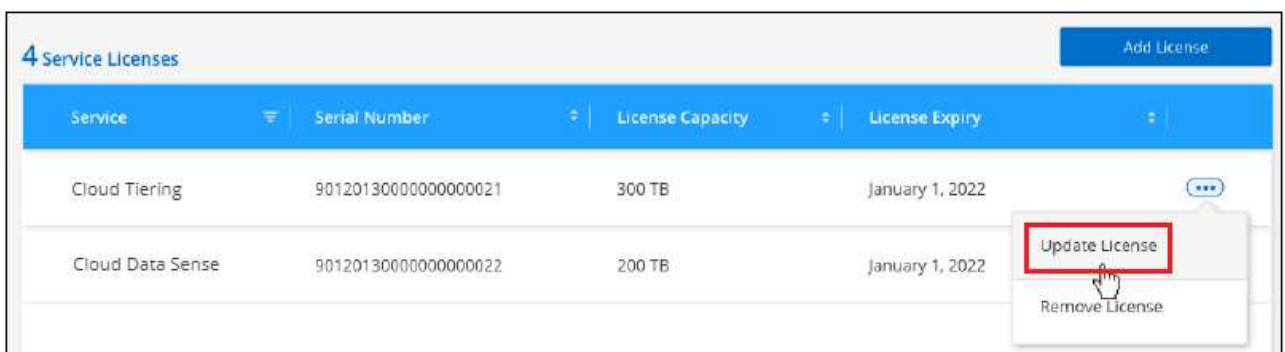 4 Service Licenses
Add License
Service Serial Number License Capacity License Expiry
Cloud Tiering 90120130000000000021 300 TB January 1, 2022
Update License
Cloud Data Sense 90120130000000000022 200 TB January 1, 2022
Remove License